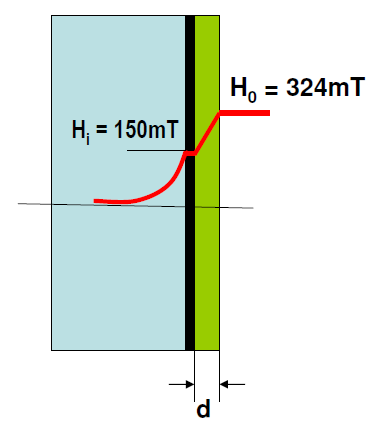 H₀ = 324mT
Hᵢ = 150mT
d